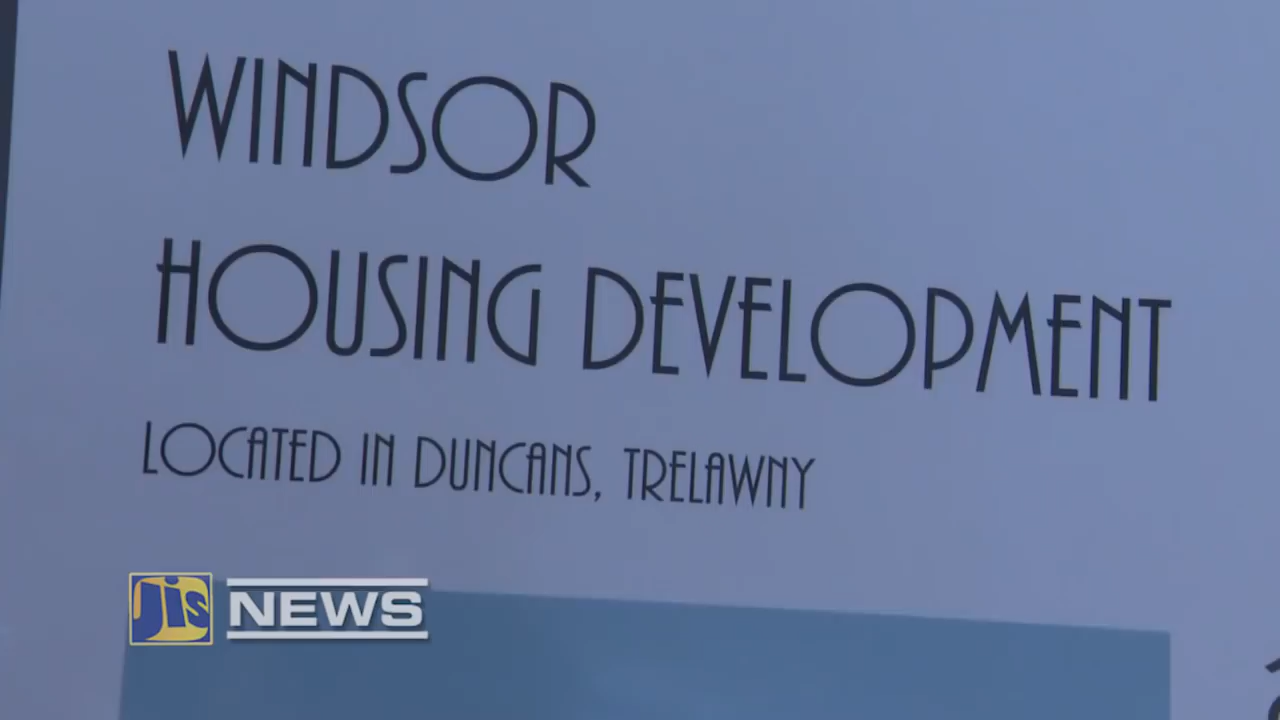 WINDSOR
HOUSING DEVELOPMENT
LOCATED IN DUNCANS, TRELAWNY
JIS NEWS